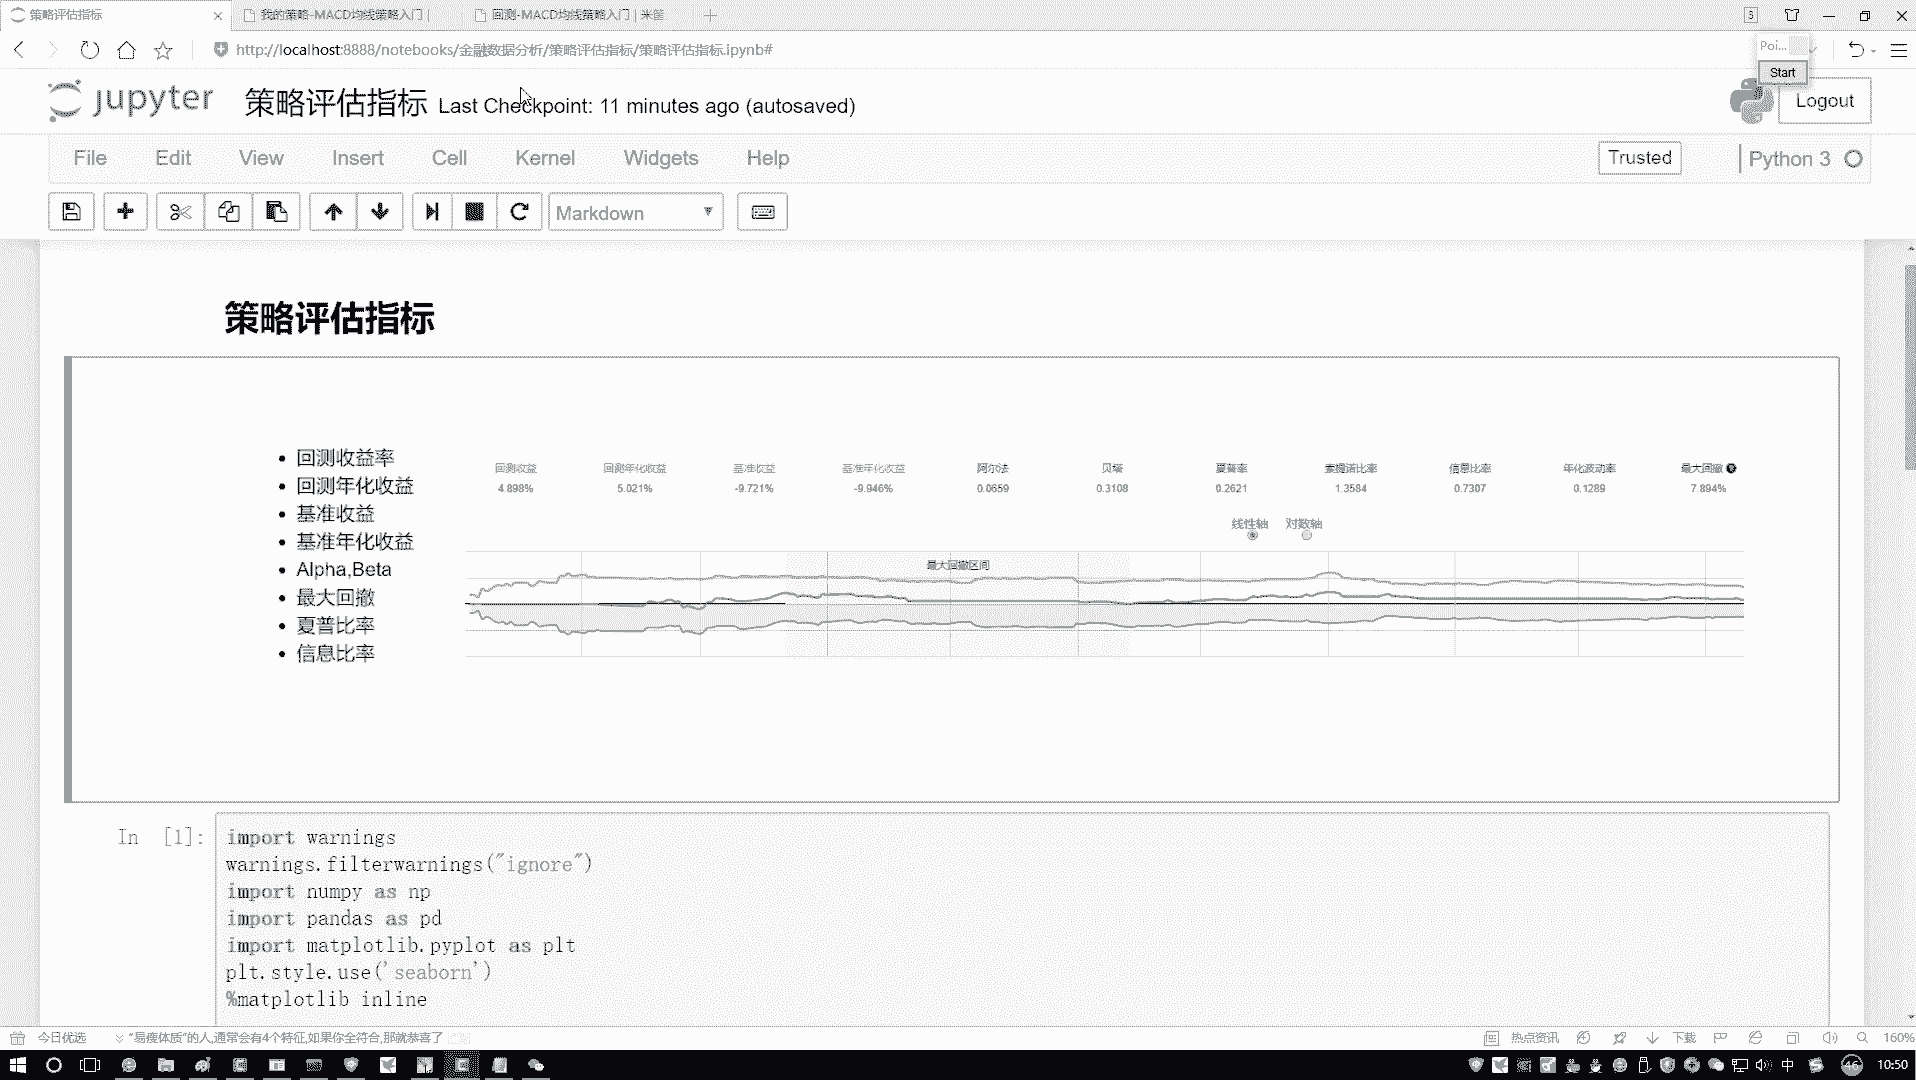 策略评估指标
我的策略-MACD均线策略入门 |
回测-MACD均线策略入门 | 米筐
http://localhost:8888/notebooks/金融数据分析/策略评估指标/策略评估指标.ipynb#
Poi...
Start
jupyter
策略评估指标 Last Checkpoint: 11 minutes ago (autosaved)
Logout
File Edit View Insert Cell Kernel Widgets Help
Trusted
Python 3
Markdown
策略评估指标
回测收益率
回测年化收益
基准收益
基准年化收益
Alpha,Beta
最大回撤
夏普比率
信息比率
回测收益 回测年化收益 基准收益 基准年化收益 阿尔法 贝塔 夏普率 索提诺比率 信息比率 年化波动率 最大回撤
4.898% 5.021% -9.721% -9.946% 0.0659 0.3108 0.2621 1.3584 0.7307 0.1289 7.894%
线性轴 对数轴
最大回撤区间
In [1]:
import warnings
warnings.filterwarnings("ignore")
import numpy as np
import pandas as pd
import matplotlib.pyplot as plt
plt.style.use('seaborn')
%matplotlib inline
今日优选
“易瘦体质”的人,通常会有4个特征,如果你全符合,那就恭喜了
热点资讯
下载
160%
中
46
10:50